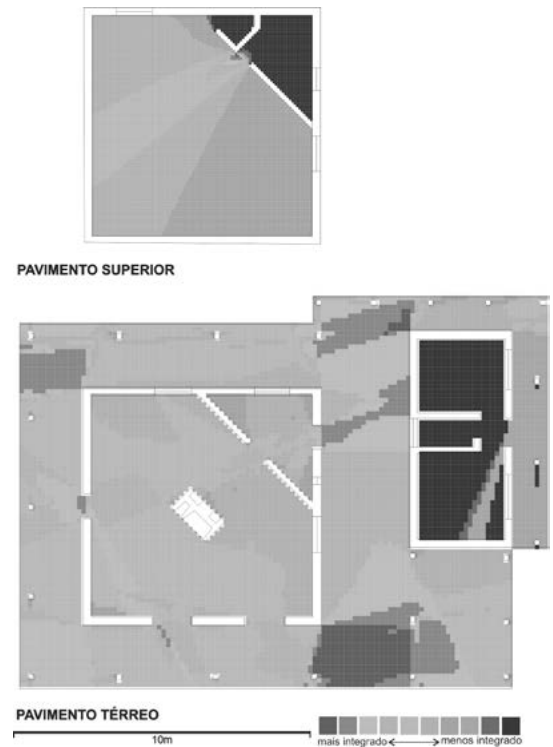 PAVIMENTO SUPERIOR
PAVIMENTO TÉRREO
10m
mais integrado menos integrado